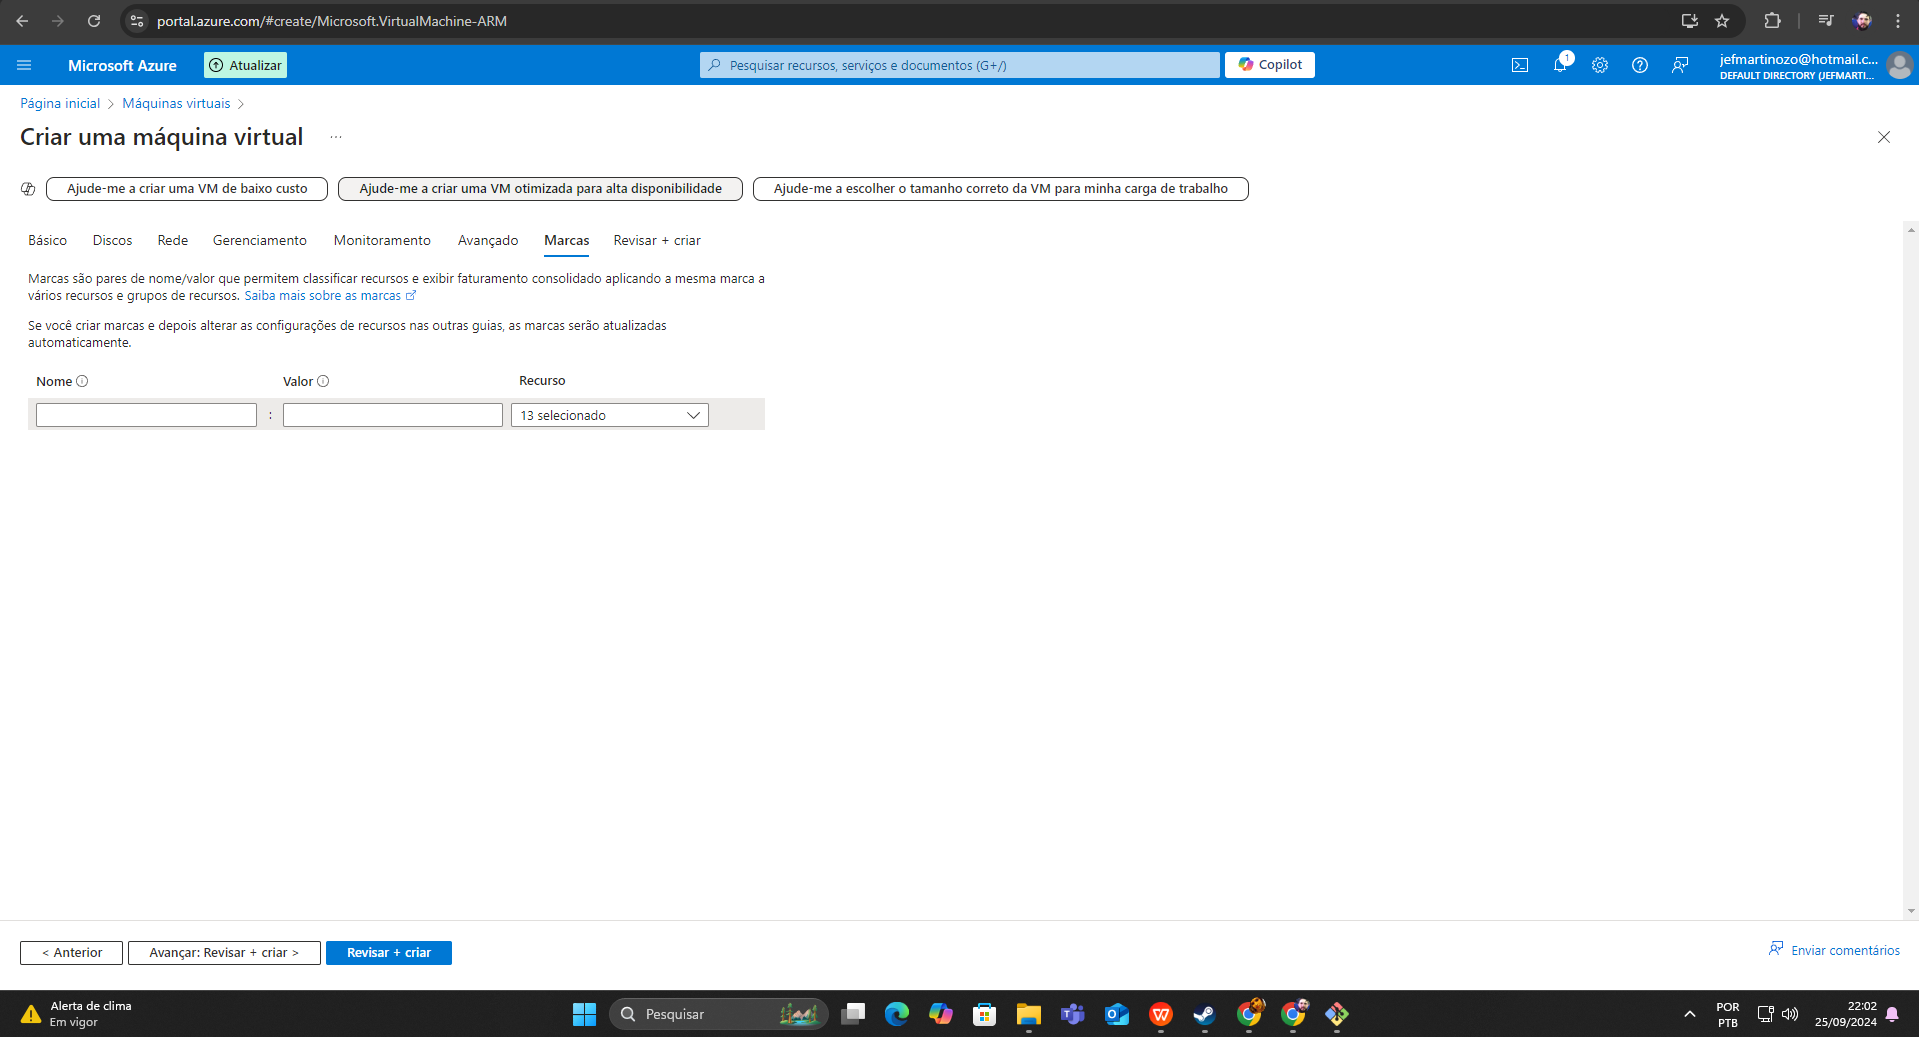 portal.azure.com/#create/Microsoft.VirtualMachine-ARM
Microsoft Azure
Atualizar
Pesquisar recursos, serviços e documentos (G+/)
Copilot
1
jefmartinozo@hotmail.c...
DEFAULT DIRECTORY (JEFMARTI...
Página inicial > Máquinas virtuais >
Criar uma máquina virtual ...
Ajude-me a criar uma VM de baixo custo
Ajude-me a criar uma VM otimizada para alta disponibilidade
Ajude-me a escolher o tamanho correto da VM para minha carga de trabalho
Básico Discos Rede Gerenciamento Monitoramento Avançado Marcas Revisar + criar
Marcas são pares de nome/valor que permitem classificar recursos e exibir faturamento consolidado aplicando a mesma marca a
vários recursos e grupos de recursos. Saiba mais sobre as marcas
Se você criar marcas e depois alterar as configurações de recursos nas outras guias, as marcas serão atualizadas
automaticamente.
Nome Valor Recurso
: 13 selecionado
< Anterior
Avançar: Revisar + criar >
Revisar + criar
Enviar comentários
Alerta de clima
Em vigor
Pesquisar
POR
PTB
22:02
25/09/2024